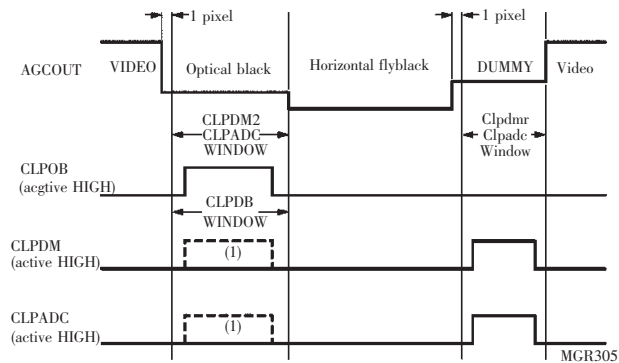 1 pixel
1 pixel
AGCOUT
VIDEO
Optical black
Horizontal flyblack
DUMMY
Video
CLPDM2
CLPADC
WINDOW
Clpdmr
Clpadc
Window
CLPOB
(acgtive HIGH)
CLPDB
WINDOW
CLPDM
(active HIGH)
(1)
CLPADC
(active HIGH)
(1)
MGR305